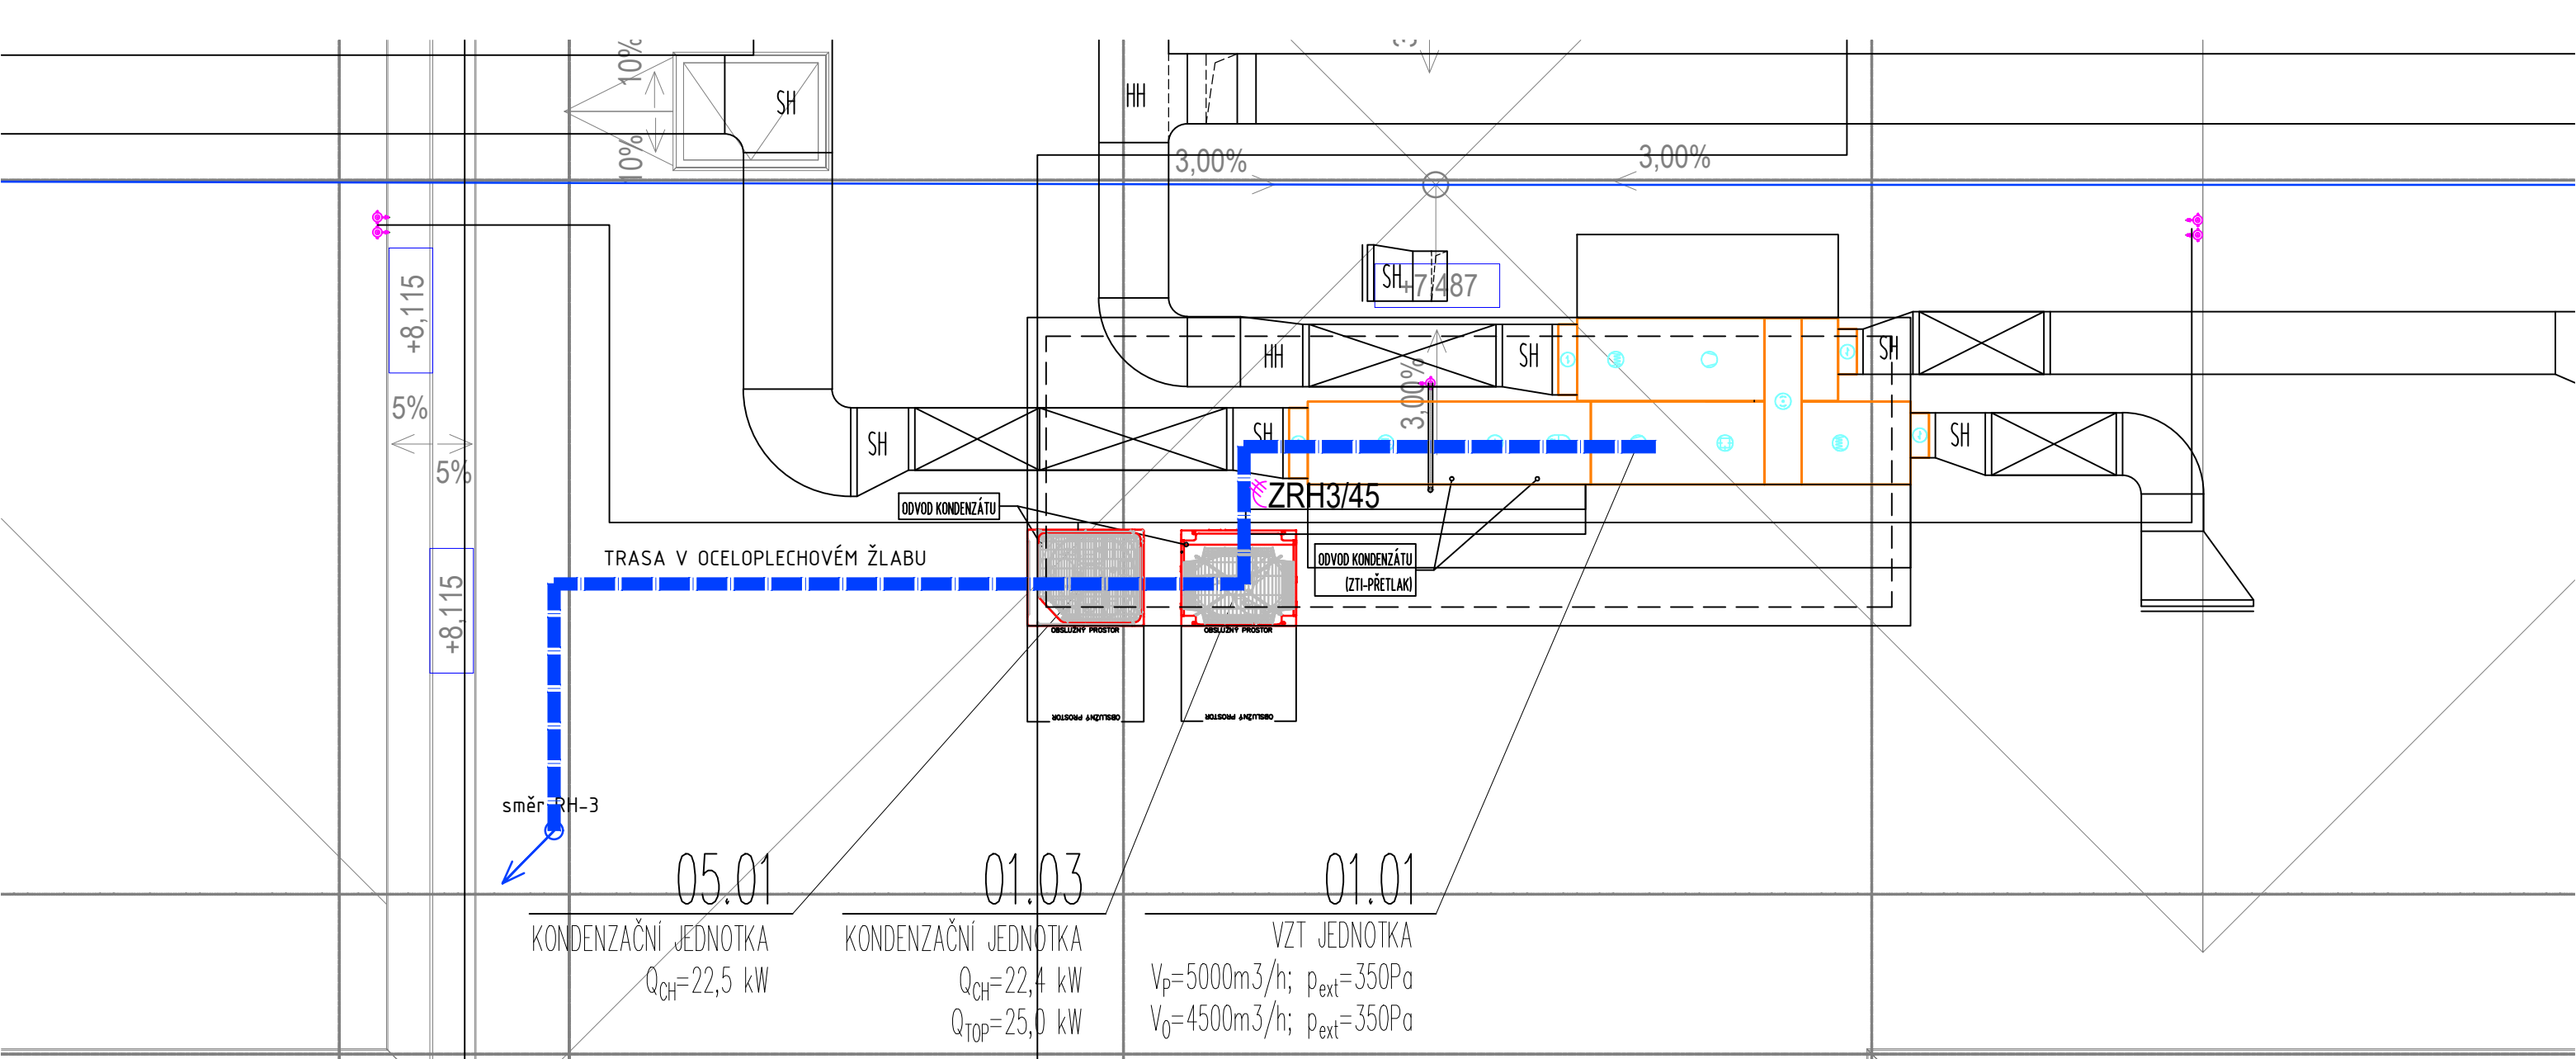 10%
10%
SH
HH
3,00%
3,00%
+8,115
SH
+7,487
HH
SH
SH
3,00%
5%
5%
SH
SH
SH
ODVOD KONDENZÁTU
ZRH3/45
TRASA V OCELOPLECHOVÉM ŽLABU
ODVOD KONDENZÁTU
(ZTI-PŘETLAK)
+8,115
OBSLUŽNÝ PROSTOR
OBSLUŽNÝ PROSTOR
OBSLUŽNÝ PROSTOR
OBSLUŽNÝ PROSTOR
směr RH-3
05.01
KONDENZAČNÍ JEDNOTKA
QCH=22,5 kW
01.03
KONDENZAČNÍ JEDNOTKA
QCH=22,4 kW
QTOP=25,0 kW
01.01
VZT JEDNOTKA
VP=5000m3/h; pext=350Pa
VO=4500m3/h; pext=350Pa